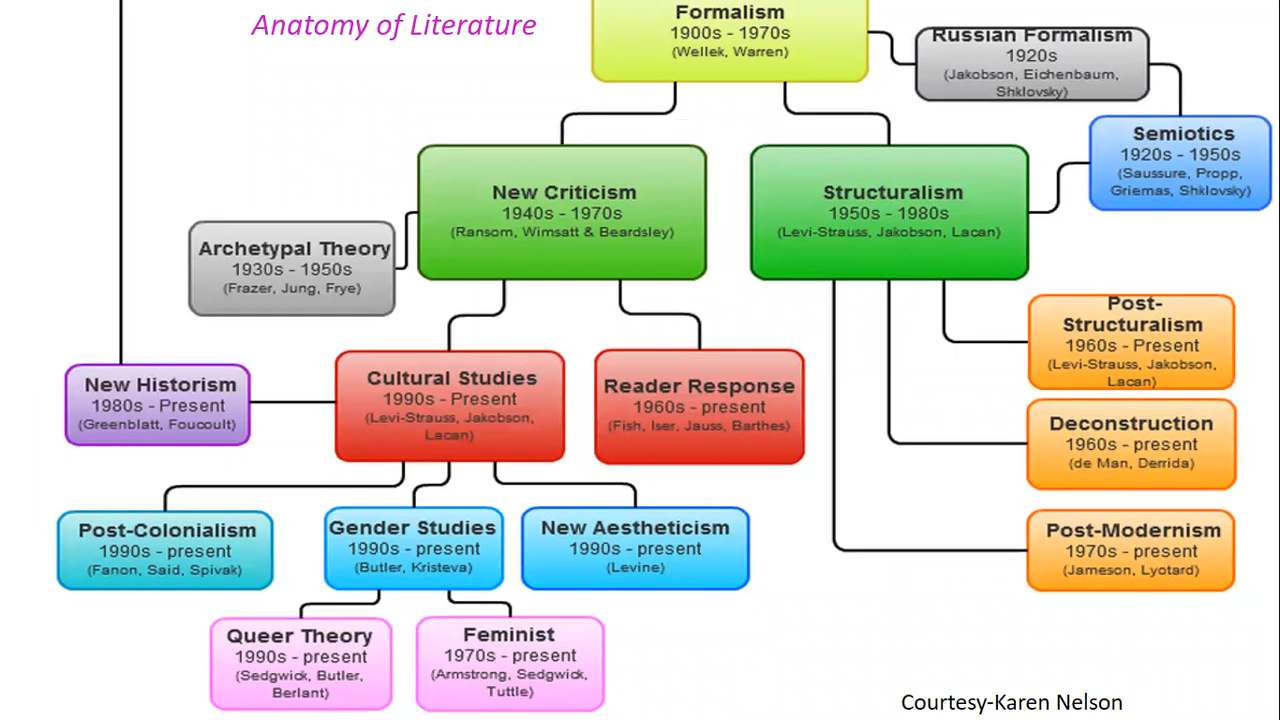 Anatomy of Literature
Formalism
1900s - 1970s
(Wellek, Warren)
Russian Formalism
1920s
(Jakobson, Eichenbaum,
Shklovsky)
Semiotics
1920s - 1950s
(Saussure, Propp,
Griemas, Shklovsky)
New Criticism
1940s - 1970s
(Ransom, Wimsatt & Beardsley)
Structuralism
1950s - 1980s
(Levi-Strauss, Jakobson, Lacan)
Archetypal Theory
1930s - 1950s
(Frazer, Jung, Frye)
Post-
Structuralism
1960s - Present
(Levi-Strauss, Jakobson,
Lacan)
New Historism
1980s - Present
(Greenblatt, Foucoult)
Cultural Studies
1990s - Present
(Levi-Strauss, Jakobson,
Lacan)
Reader Response
1960s - present
(Fish, Iser, Jauss, Barthes)
Deconstruction
1960s - present
(de Man, Derrida)
Post-Colonialism
1990s - present
(Fanon, Said, Spivak)
Gender Studies
1990s - present
(Butler, Kristeva)
New Aestheticism
1990s - present
(Levine)
Post-Modernism
1970s - present
(Jameson, Lyotard)
Queer Theory
1990s - present
(Sedgwick, Butler,
Berlant)
Feminist
1970s - present
(Armstrong, Sedgwick,
Tuttle)
Courtesy-Karen Nelson